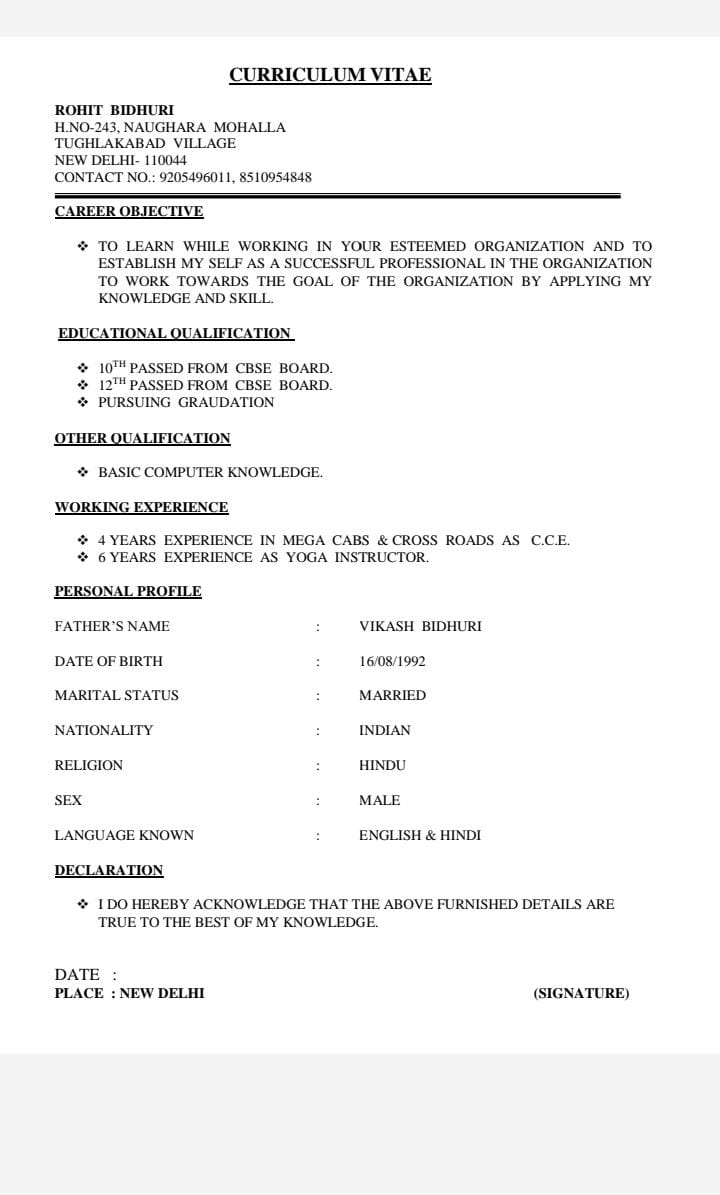 CURRICULUM VITAE
ROHIT BIDHURI
H.NO-243, NAUGHARA MOHALLA
TUGHLAKABAD VILLAGE
NEW DELHI- 110044
CONTACT NO.: 9205496011, 8510954848
CAREER OBJECTIVE
❖ TO LEARN WHILE WORKING IN YOUR ESTEEMED ORGANIZATION AND TO
ESTABLISH MY SELF AS A SUCCESSFUL PROFESSIONAL IN THE ORGANIZATION
TO WORK TOWARDS THE GOAL OF THE ORGANIZATION BY APPLYING MY
KNOWLEDGE AND SKILL.
EDUCATIONAL QUALIFICATION
❖ 10TH PASSED FROM CBSE BOARD.
❖ 12TH PASSED FROM CBSE BOARD.
❖ PURSUING GRAUDATION
OTHER QUALIFICATION
❖ BASIC COMPUTER KNOWLEDGE.
WORKING EXPERIENCE
❖ 4 YEARS EXPERIENCE IN MEGA CABS & CROSS ROADS AS C.C.E.
❖ 6 YEARS EXPERIENCE AS YOGA INSTRUCTOR.
PERSONAL PROFILE
FATHER'S NAME : VIKASH BIDHURI
DATE OF BIRTH : 16/08/1992
MARITAL STATUS : MARRIED
NATIONALITY : INDIAN
RELIGION : HINDU
SEX : MALE
LANGUAGE KNOWN : ENGLISH & HINDI
DECLARATION
❖ I DO HEREBY ACKNOWLEDGE THAT THE ABOVE FURNISHED DETAILS ARE
TRUE TO THE BEST OF MY KNOWLEDGE.
DATE :
PLACE : NEW DELHI (SIGNATURE)